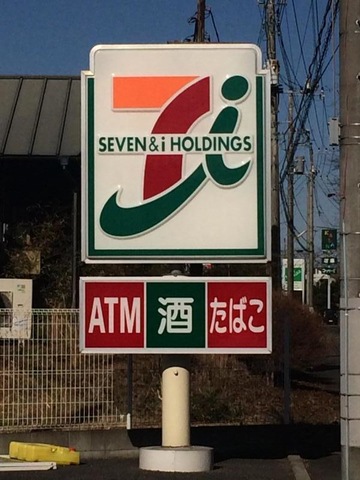 SEVEN & i HOLDINGS
ATM 酒 たばこ